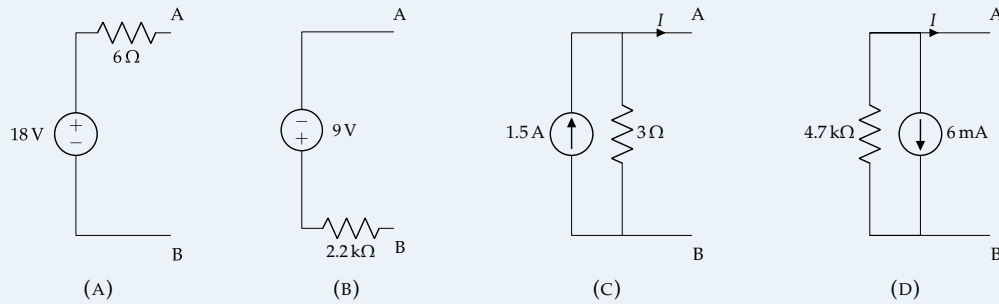 A
6 Ω
18 V
+
−
B
(A)
A
−
+
9 V
2.2 kΩ
B
(B)
I
A
1.5 A
3 Ω
B
(C)
I
A
4.7 kΩ
6 mA
B
(D)